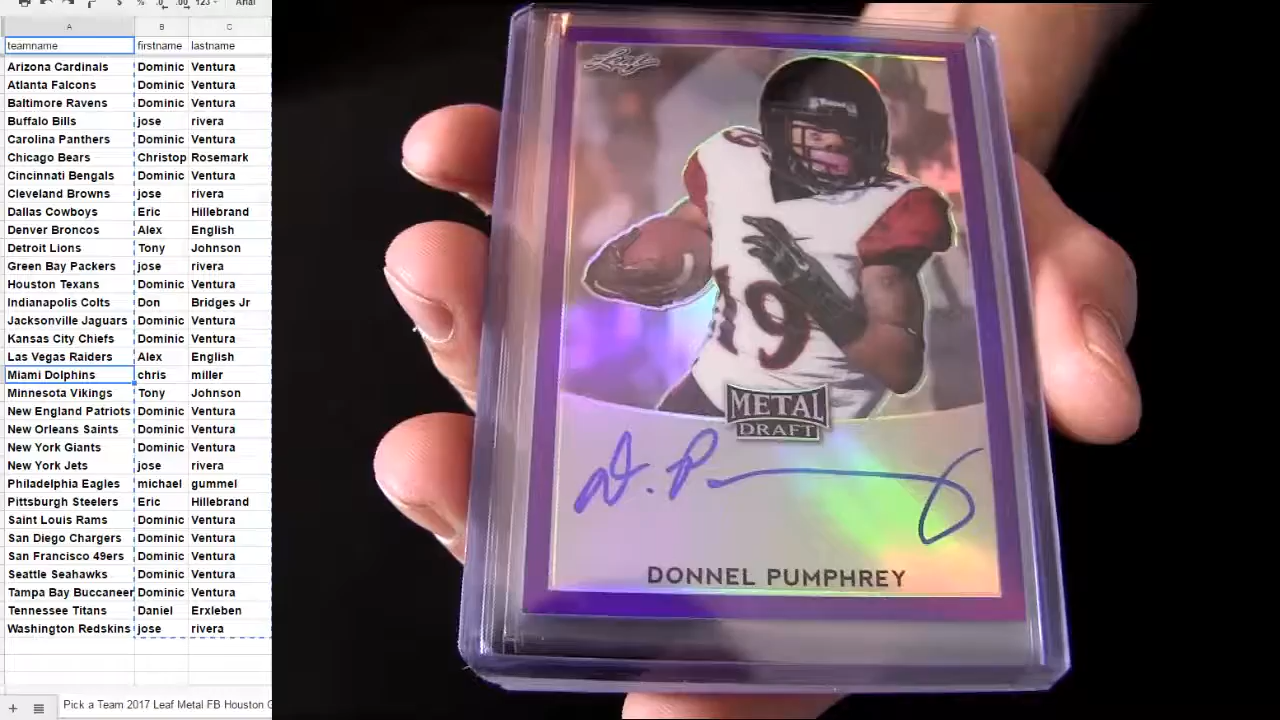 123
Arial
A B C
teamname firstname lastname
Arizona Cardinals Dominic Ventura
Atlanta Falcons Dominic Ventura
Baltimore Ravens Dominic Ventura
Buffalo Bills jose rivera
Carolina Panthers Dominic Ventura
Chicago Bears Christop Rosemark
Cincinnati Bengals Dominic Ventura
Cleveland Browns jose rivera
Dallas Cowboys Eric Hillebrand
Denver Broncos Alex English
Detroit Lions Tony Johnson
Green Bay Packers jose rivera
Houston Texans Dominic Ventura
Indianapolis Colts Don Bridges Jr
Jacksonville Jaguars Dominic Ventura
Kansas City Chiefs Dominic Ventura
Las Vegas Raiders Alex English
Miami Dolphins chris miller
Minnesota Vikings Tony Johnson
New England Patriots Dominic Ventura
New Orleans Saints Dominic Ventura
New York Giants Dominic Ventura
New York Jets jose rivera
Philadelphia Eagles michael gummel
Pittsburgh Steelers Eric Hillebrand
Saint Louis Rams Dominic Ventura
San Diego Chargers Dominic Ventura
San Francisco 49ers Dominic Ventura
Seattle Seahawks Dominic Ventura
Tampa Bay Buccaneer Dominic Ventura
Tennessee Titans Daniel Erxleben
Washington Redskins jose rivera
Pick a Team 2017 Leaf Metal FB Houston
Leaf
19
METAL
DRAFT
D. P
DONNEL PUMPHREY